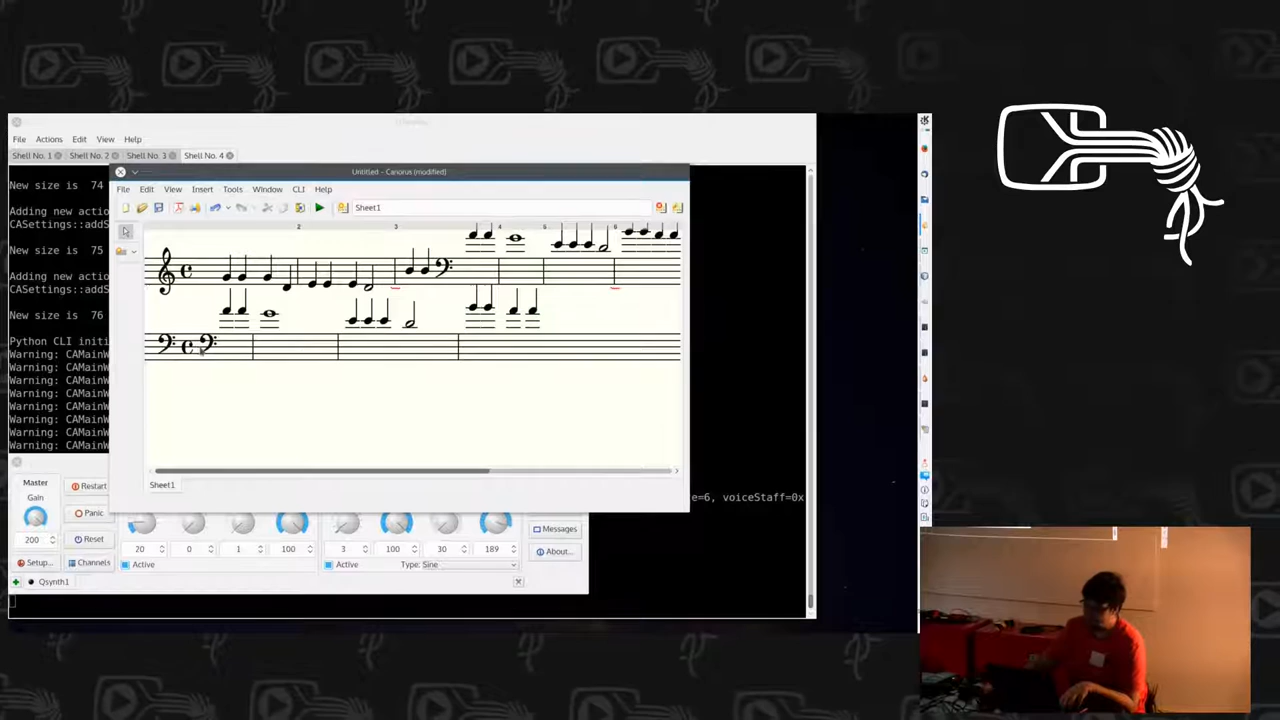 File Actions Edit View Help
Shell No. 1 Shell No. 2 Shell No. 3 Shell No. 4
New size is 74
Untitled - Canorus (modified)
File Edit View Insert Tools Window CLI Help
Sheet1
Adding new actio
CASettings::addS
2 3 4 5 6
New size is 75
Adding new actio
CASettings::addS
New size is 76
Python CLI initi
Warning: CAMainW
Warning: CAMainW
Warning: CAMainW
Warning: CAMainW
Warning: CAMainW
Warning: CAMainW
Warning: CAMainW
Warning: CAMainW
Sheet1
Master
Gain
Restart
e=6, voiceStaff=0x
Panic
Messages
200
Reset
20 0 1 100
3 100 30 189
About...
Setup...
Channels
Active
Active Type: Sine
Qsynth1